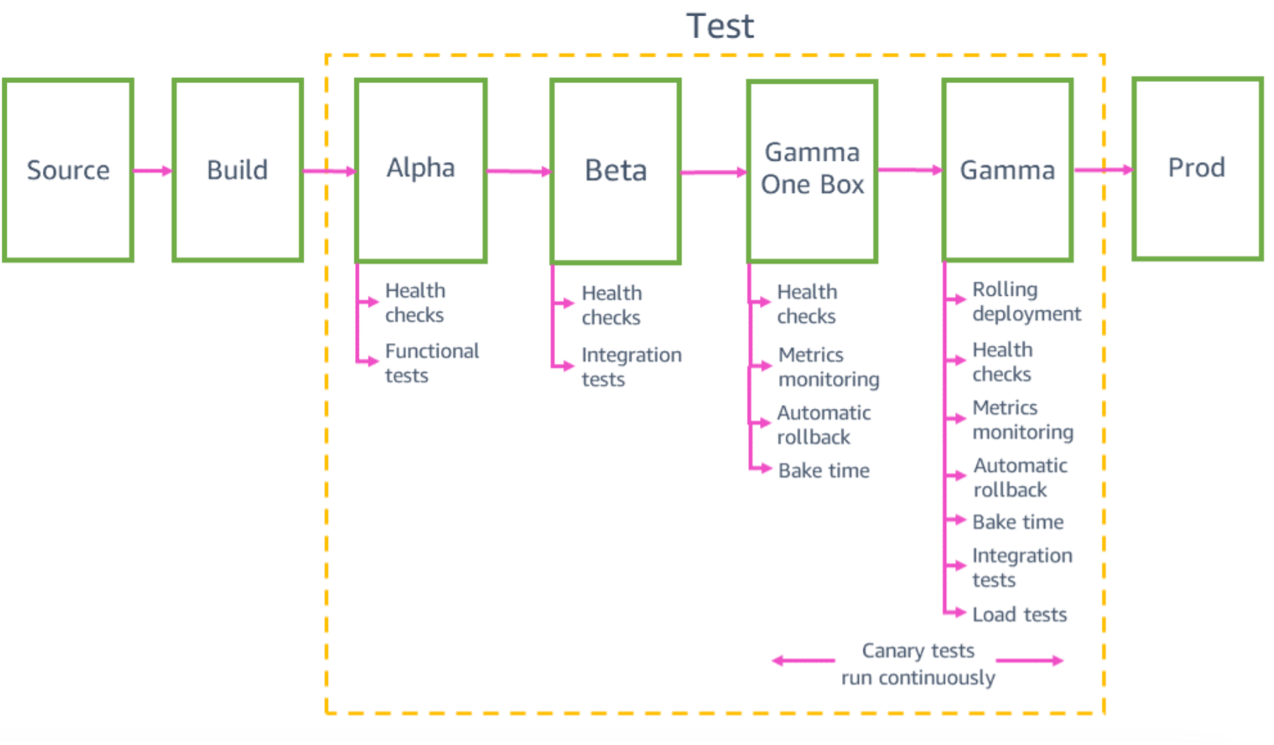 Test
Source
Build
Alpha
Beta
Gamma
One Box
Gamma
Prod
Health
checks
Functional
tests
Health
checks
Integration
tests
Health
checks
Metrics
monitoring
Automatic
rollback
Bake time
Rolling
deployment
Health
checks
Metrics
monitoring
Automatic
rollback
Bake time
Integration
tests
Load tests
Canary tests
run continuously